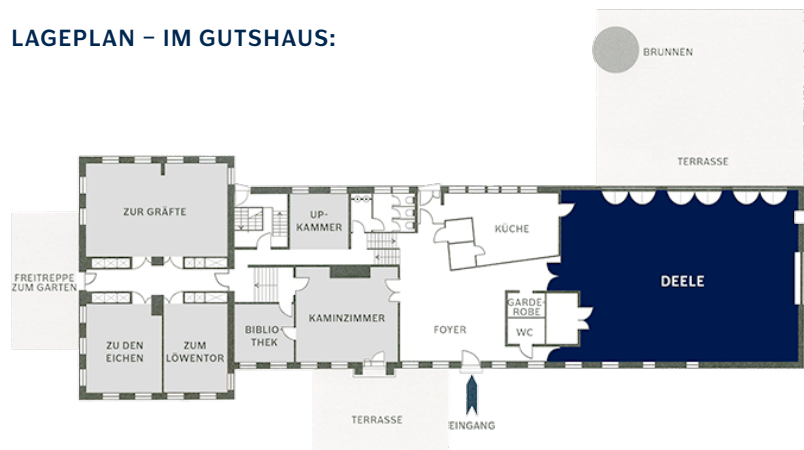 LAGEPLAN – IM GUTSHAUS:
BRUNNEN
TERRASSE
ZUR GRÄFTE
UP-
KAMMER
KÜCHE
FREITREPPE
ZUM GARTEN
DEELE
GARDE-
ROBE
WC
FOYER
KAMINZIMMER
BIBLIO-
THEK
ZU DEN
EICHEN
ZUM
LÖWENTOR
TERRASSE
EINGANG